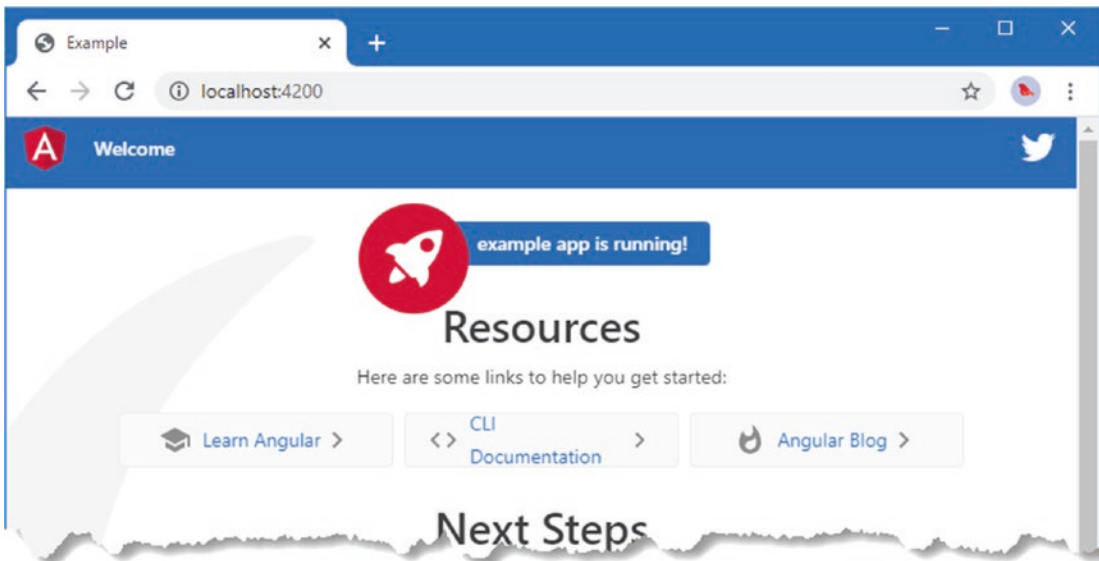 Example
localhost:4200
A Welcome
example app is running!
Resources
Here are some links to help you get started:
Learn Angular
CLI
Documentation
Angular Blog
Next Steps